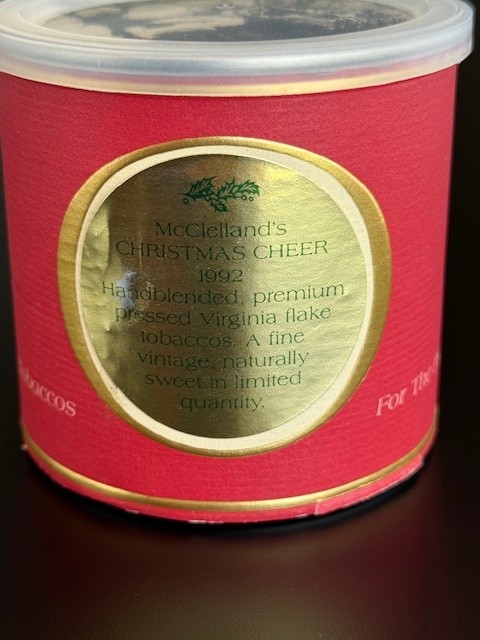 McClelland's
CHRISTMAS CHEER
1992
Handblended, premium
pressed Virginia flake
tobaccos. A fine
vintage, naturally
sweet in limited
quantity.
For The